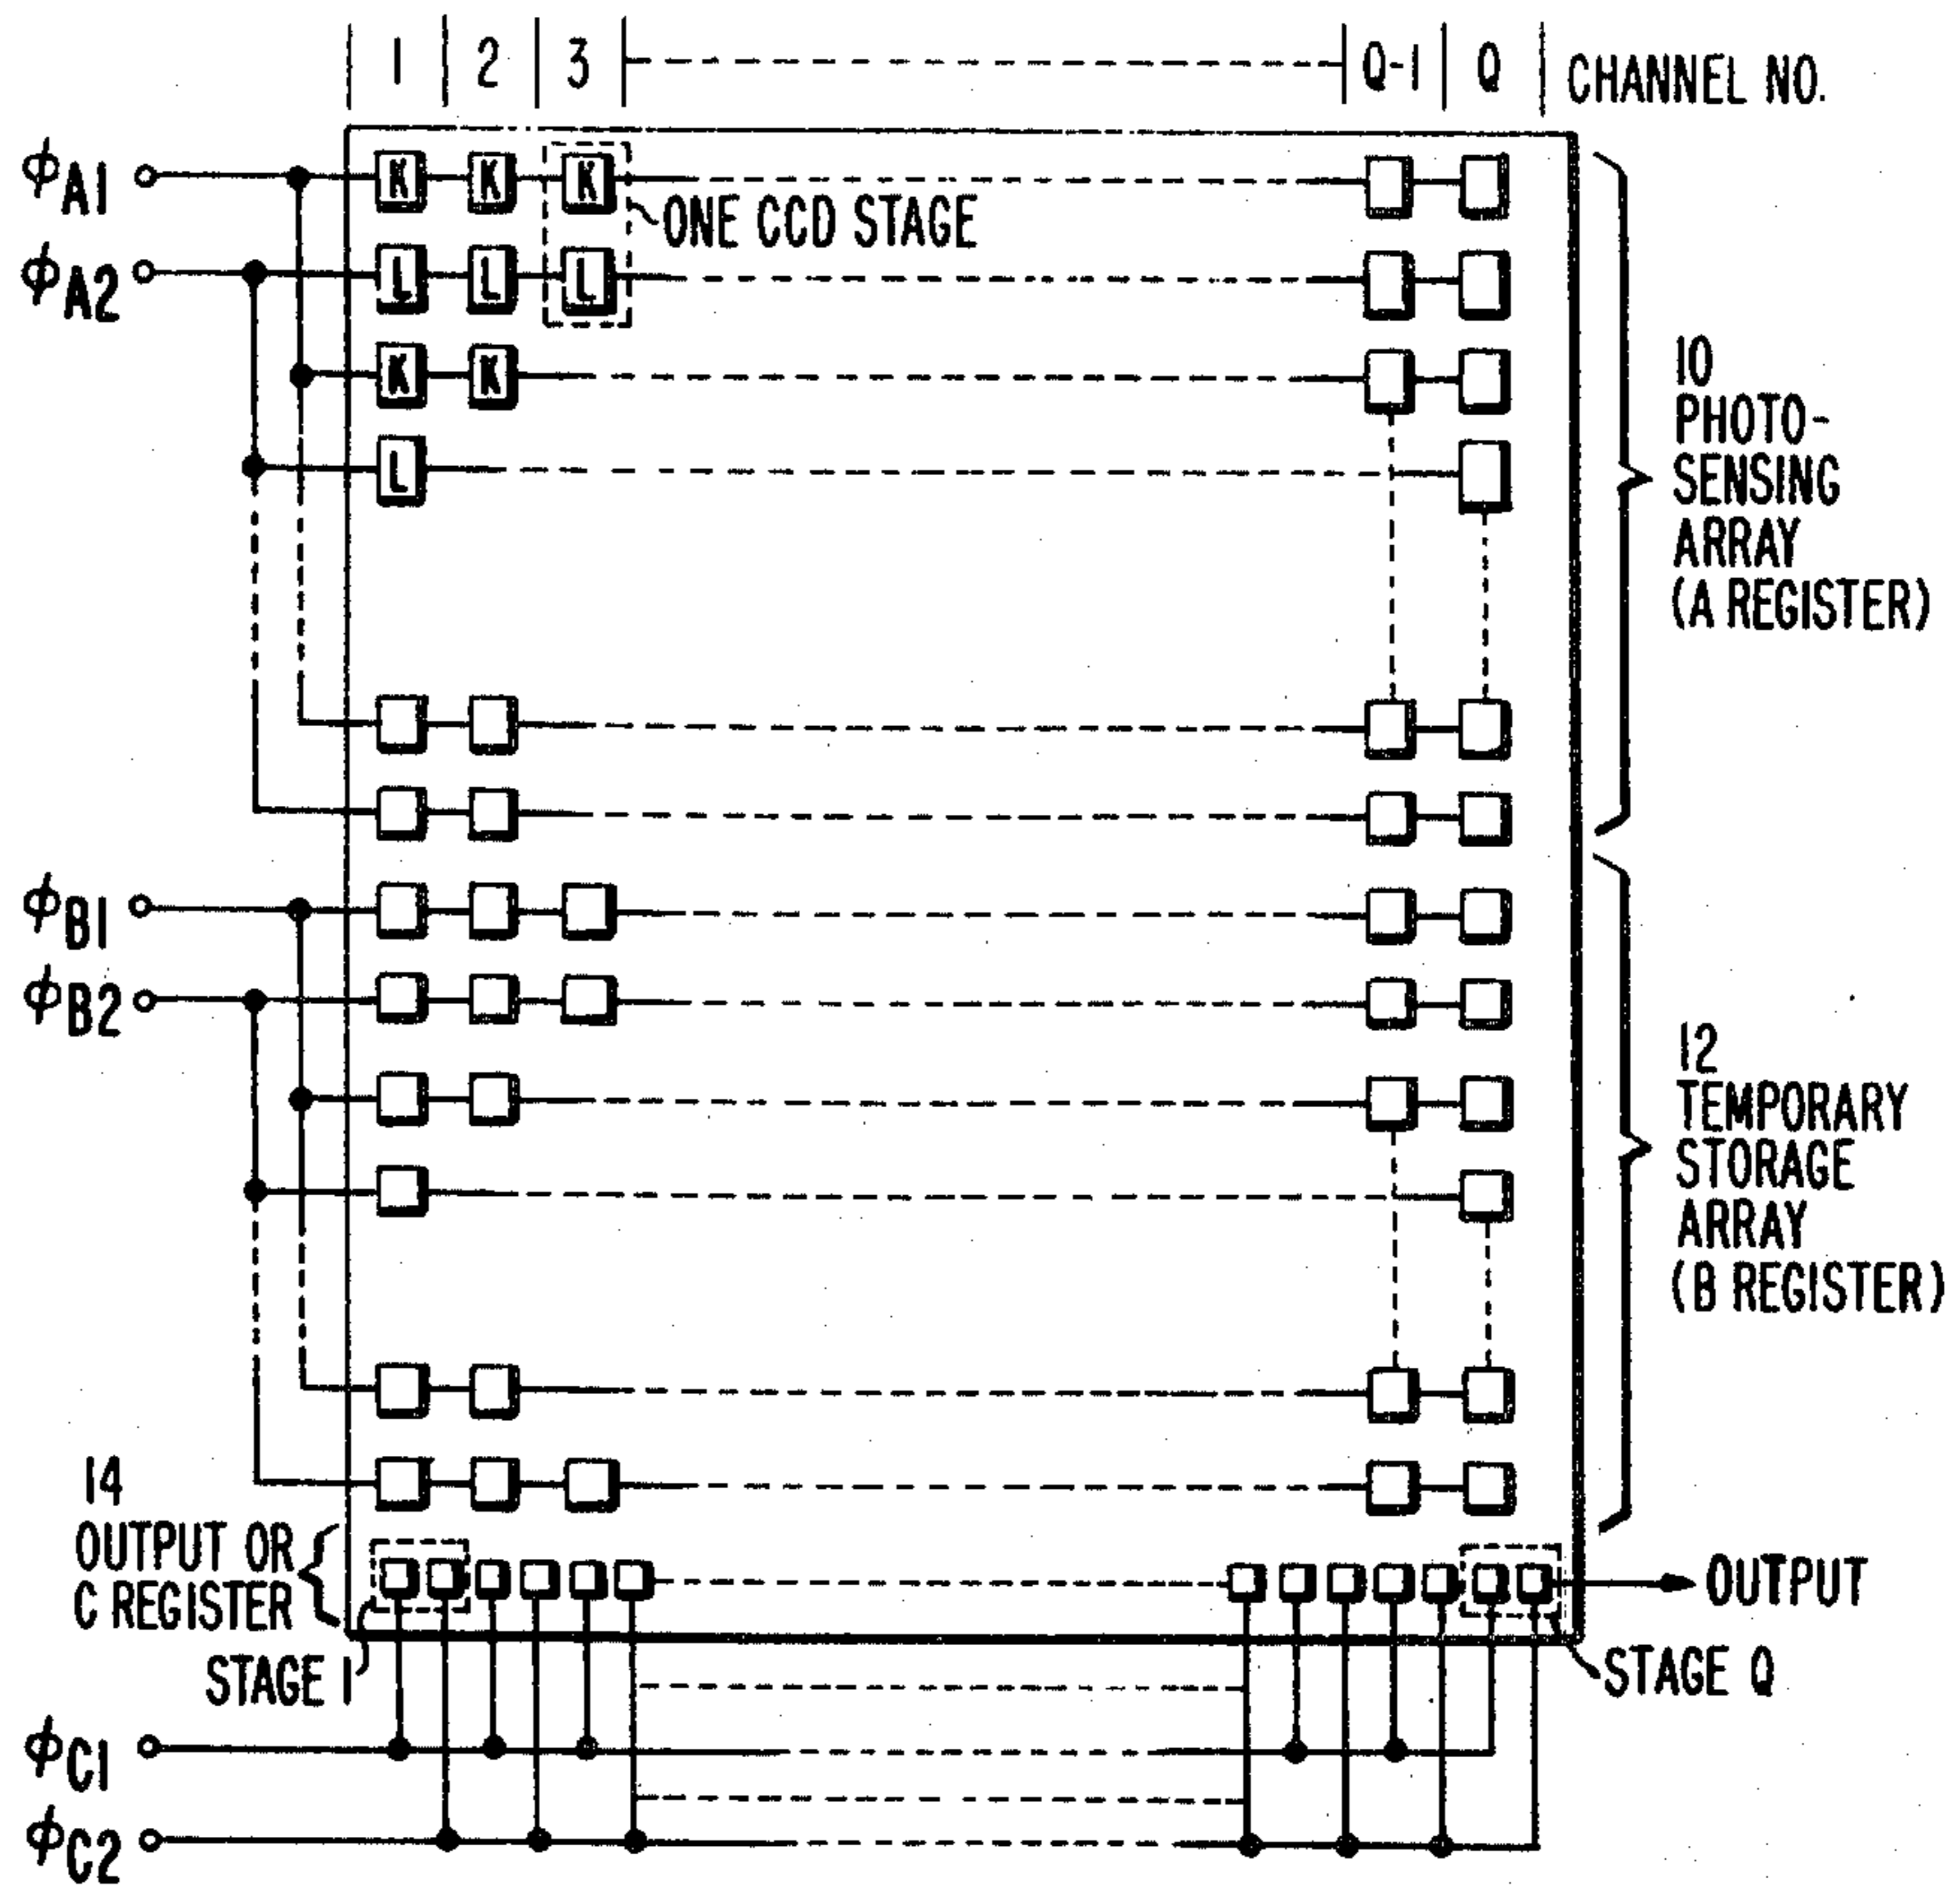 1 2 3 Q-1 Q CHANNEL NO.
ϕA1
K K K
ONE CCD STAGE
ϕA2
L L L
K K
L
10
PHOTO-
SENSING
ARRAY
(A REGISTER)
ϕB1
ϕB2
12
TEMPORARY
STORAGE
ARRAY
(B REGISTER)
14
OUTPUT OR
C REGISTER
OUTPUT
STAGE 1
STAGE Q
ϕC1
ϕC2